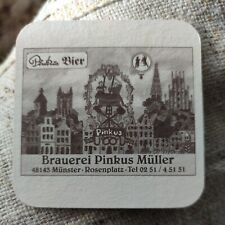 Pinkus Bier
Pinkus
Brauerei Pinkus Müller
48143 Münster · Rosenplatz · Tel 02 51 / 4 51 51